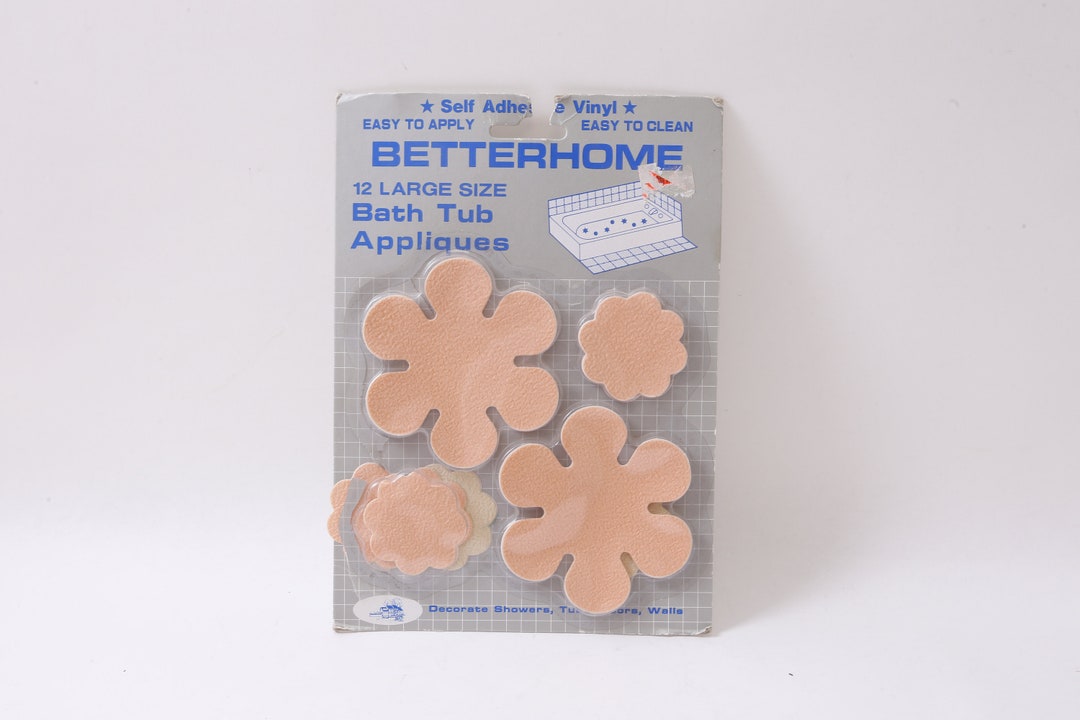 ★ Self Adhe e Vinyl ★
EASY TO APPLY EASY TO CLEAN
BETTERHOME
12 LARGE SIZE
Bath Tub
Appliques
Decorate Showers, Tu ors, Walls